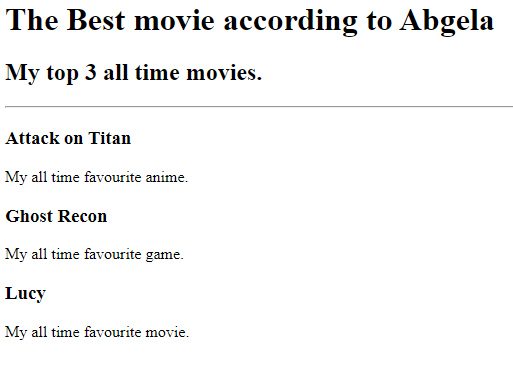 The Best movie according to Abgela
My top 3 all time movies.
Attack on Titan
My all time favourite anime.
Ghost Recon
My all time favourite game.
Lucy
My all time favourite movie.